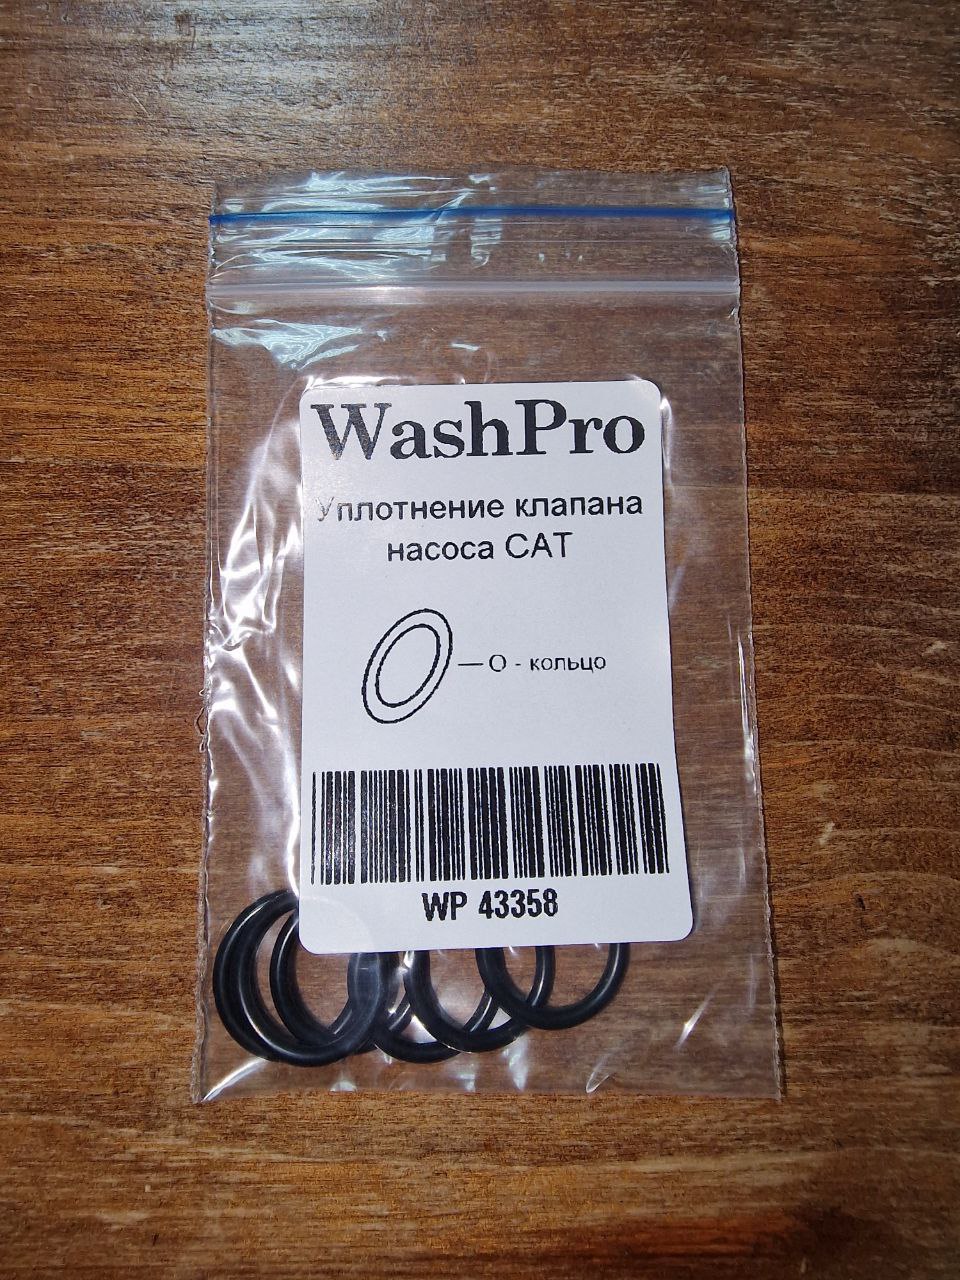 WashPro
Уплотнение клапана
насоса CAT
О - кольцо
WP 43358